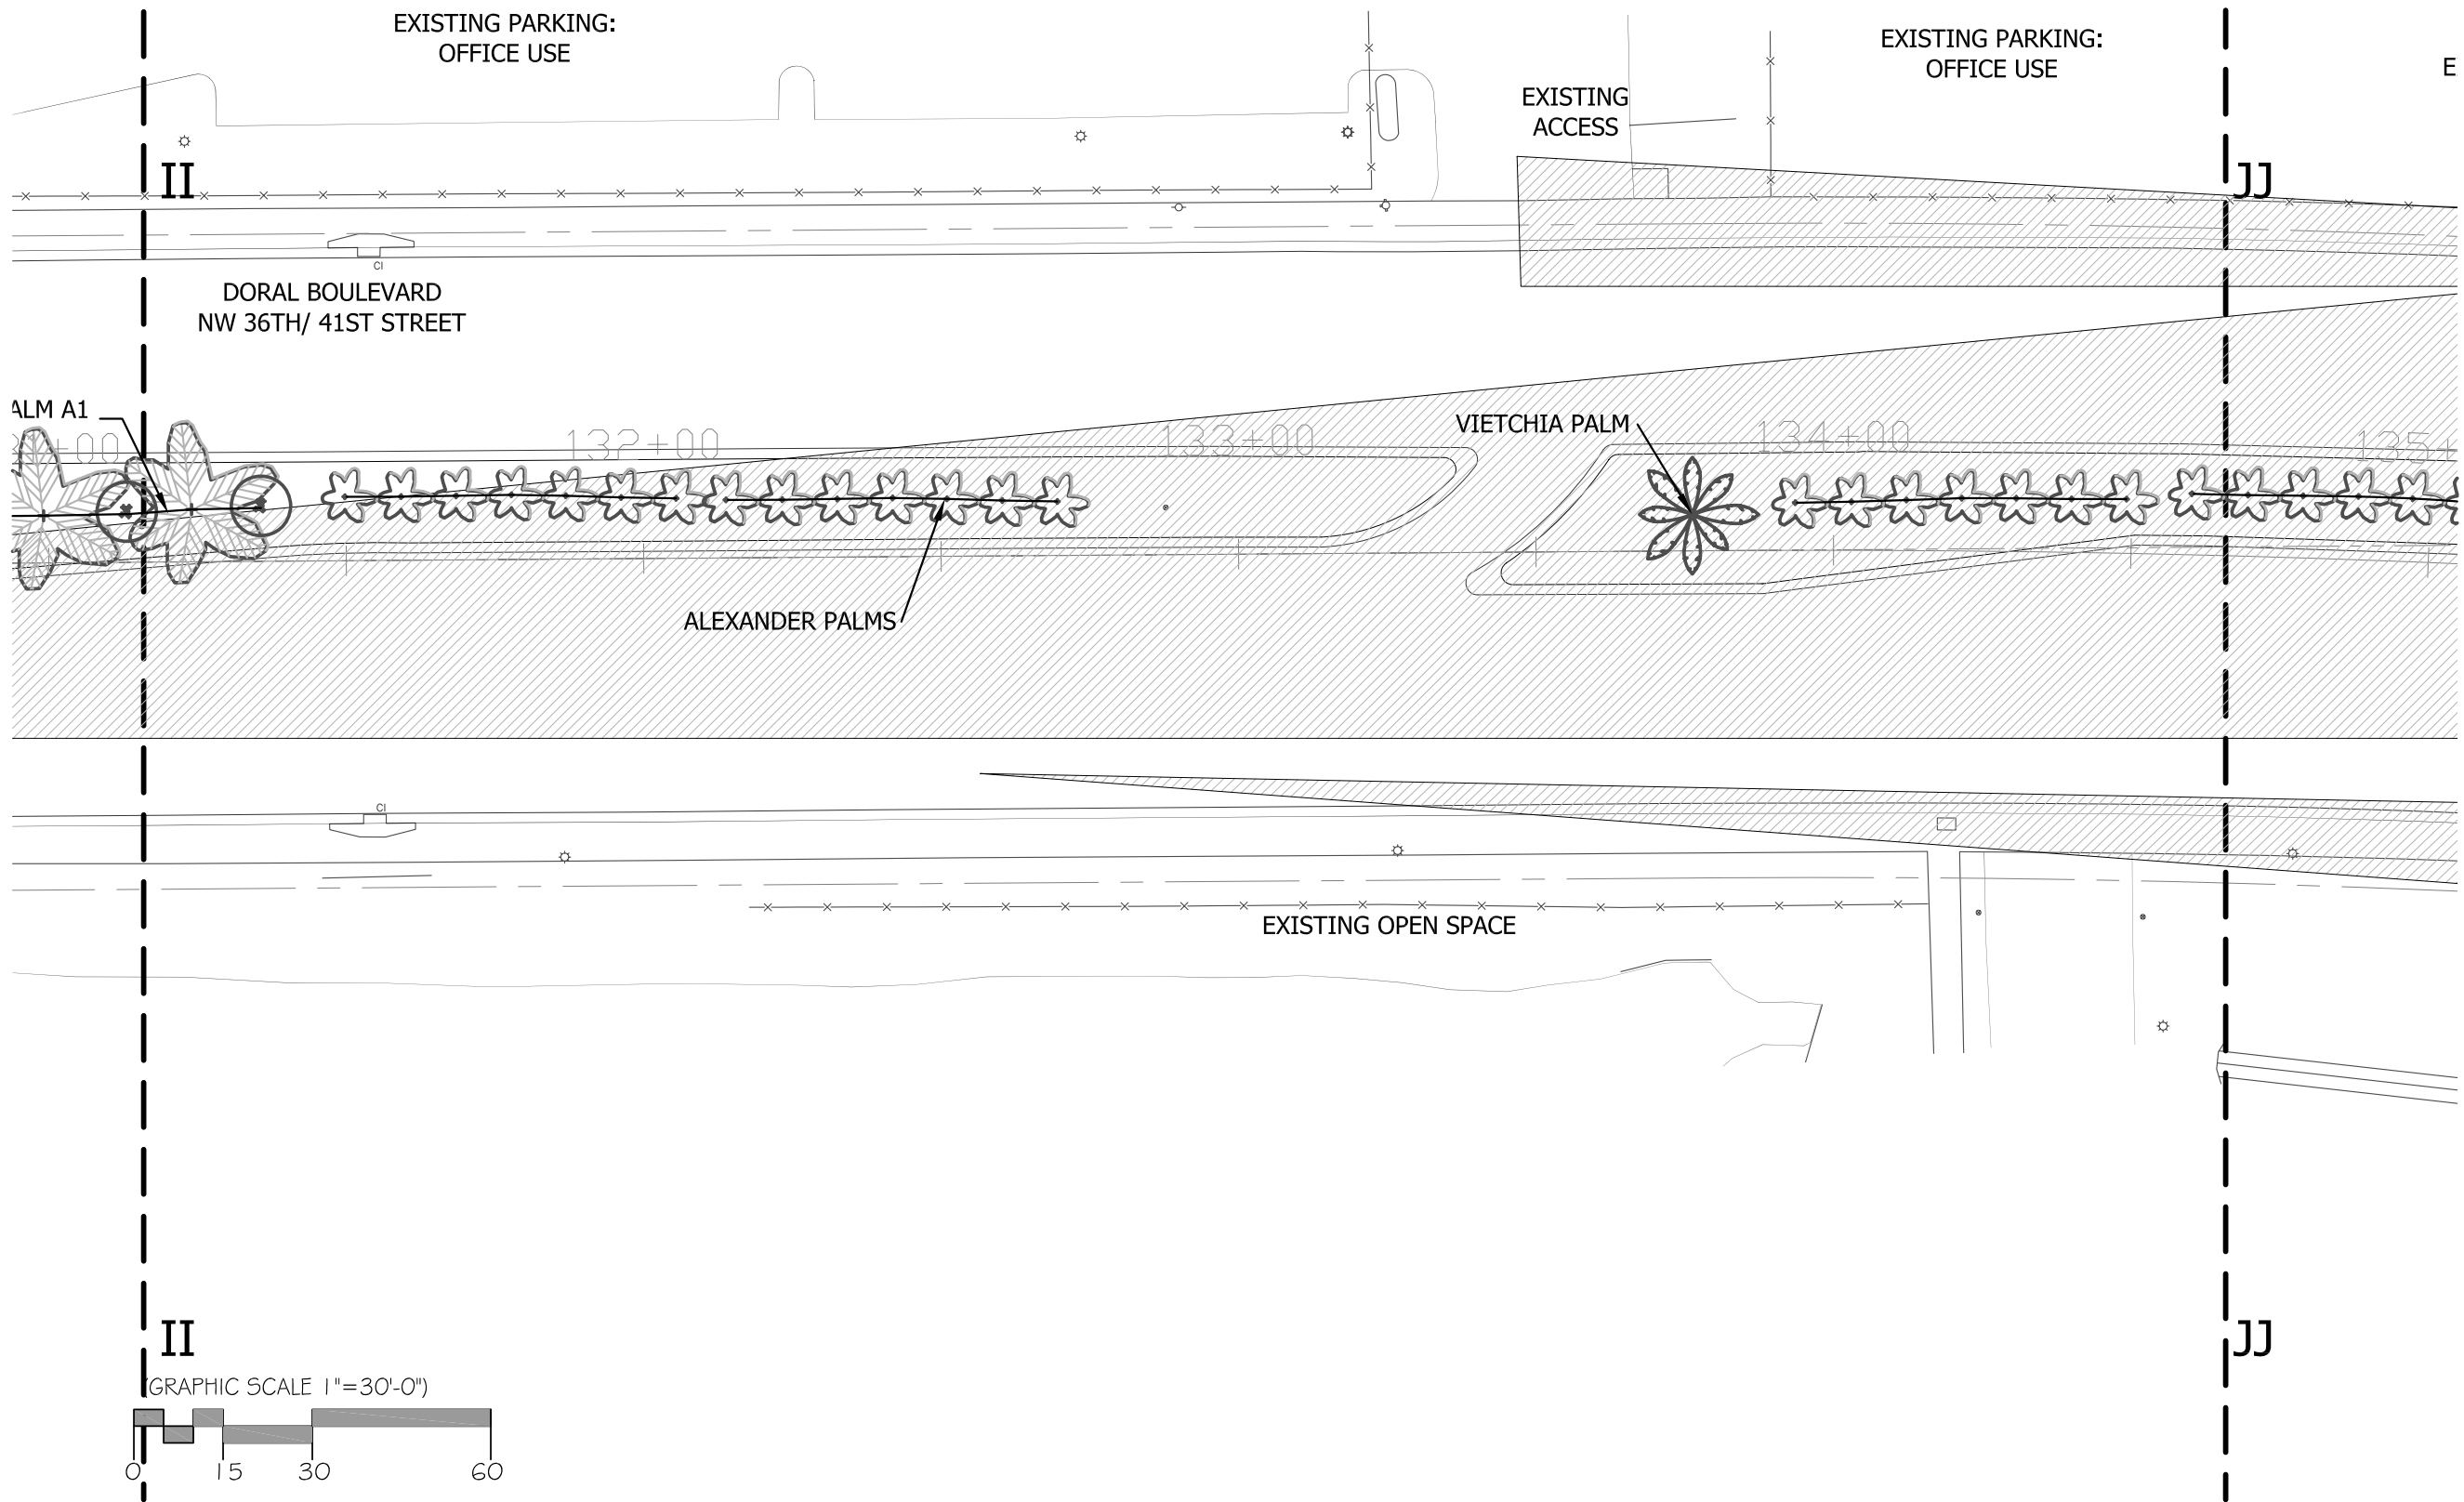 EXISTING PARKING:
OFFICE USE
EXISTING PARKING:
OFFICE USE
E
EXISTING
ACCESS
II
JJ
CI
DORAL BOULEVARD
NW 36TH/ 41ST STREET
ALM A1
+00
132+00
133+00
VIETCHIA PALM
134+00
135+
ALEXANDER PALMS
CI
EXISTING OPEN SPACE
II
JJ
(GRAPHIC SCALE 1"=30'-0")
0 15 30 60